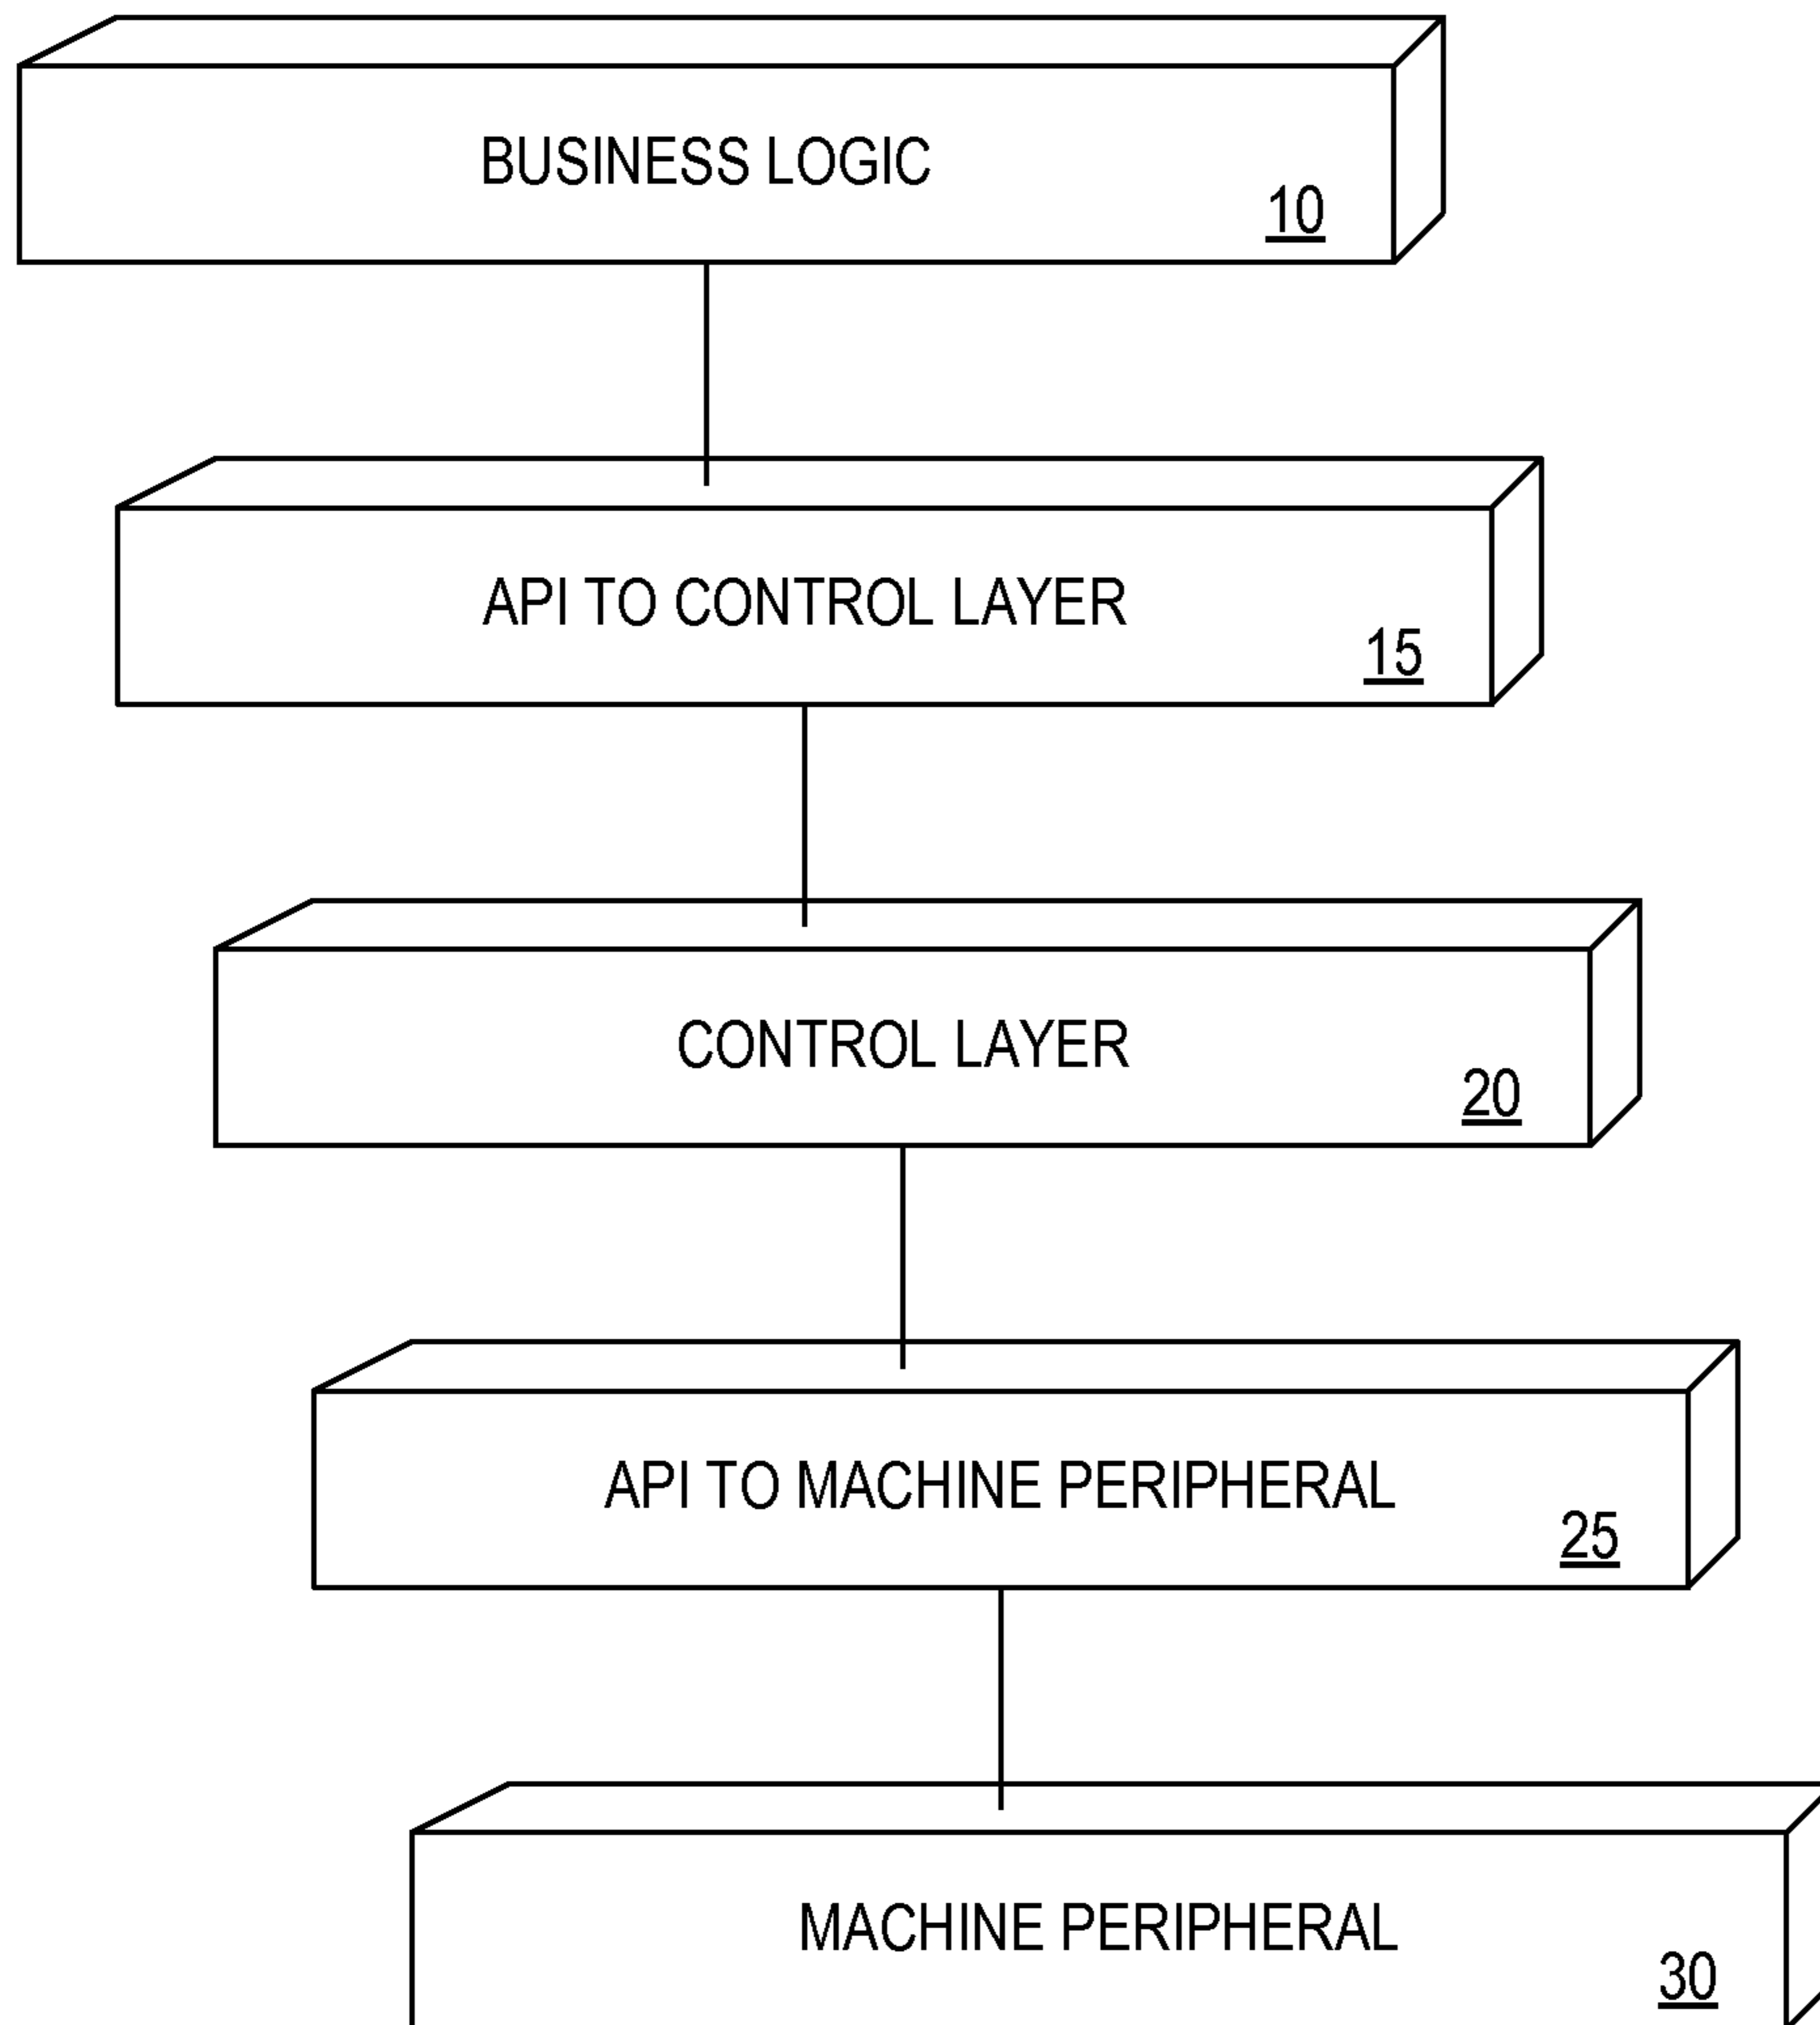 BUSINESS LOGIC
10
API TO CONTROL LAYER
15
CONTROL LAYER
20
API TO MACHINE PERIPHERAL
25
MACHINE PERIPHERAL
30